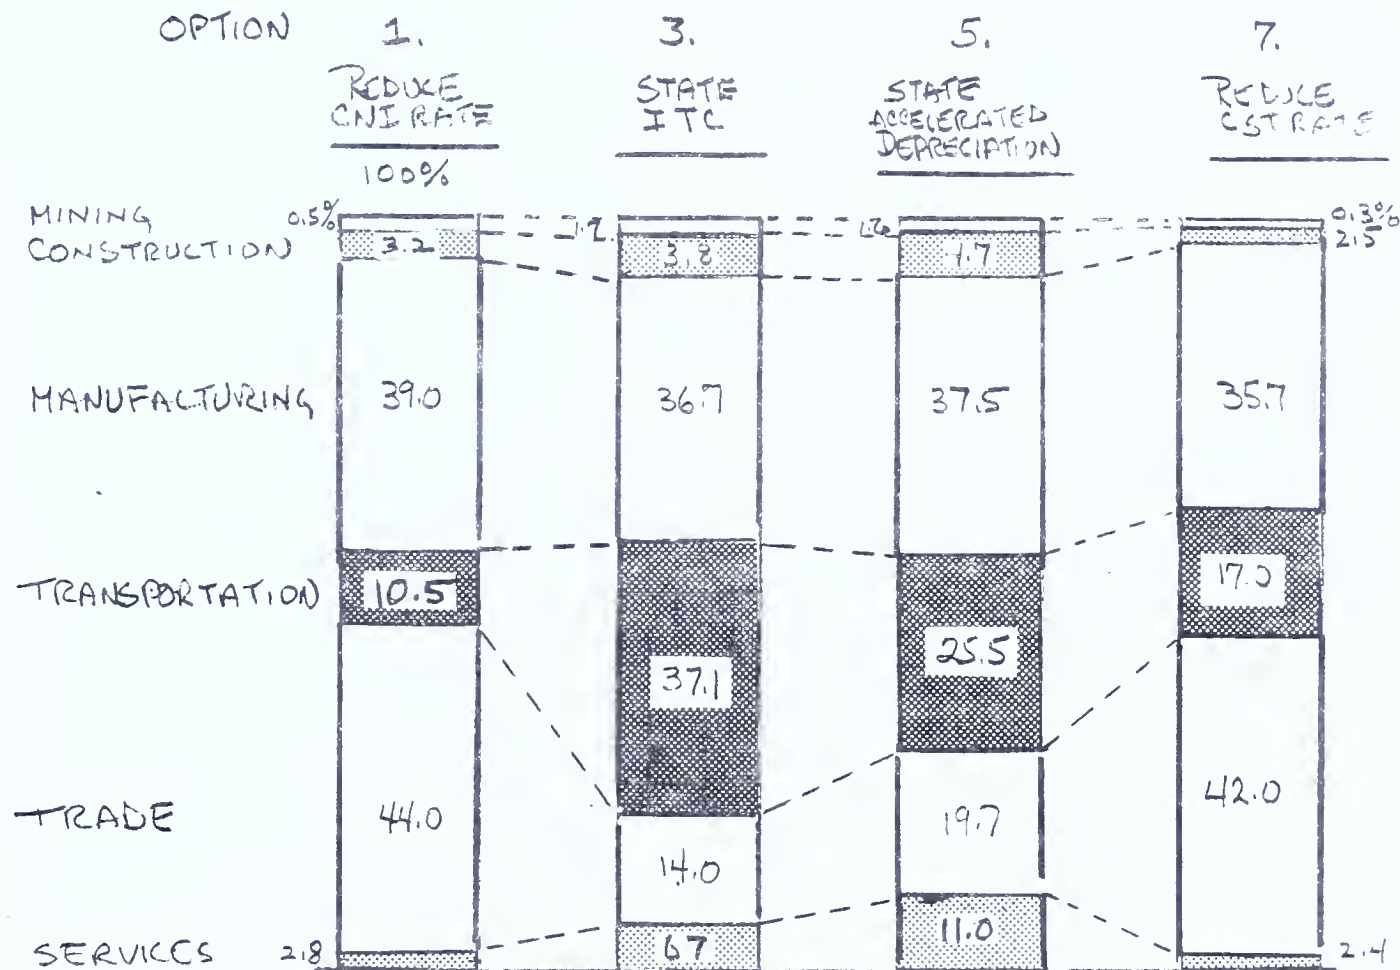 OPTION 1. 3. 5. 7.
REDUCE CNI RATE
STATE ITC
STATE ACCELERATED DEPRECIATION
REDUCE CST RATE
100%
MINING 0.5% 1.6 0.3%
CONSTRUCTION 3.2 3.8 4.7 2.5
MANUFACTURING 39.0 36.7 37.5 35.7
TRANSPORTATION 10.5 37.1 25.5 17.0
TRADE 44.0 14.0 19.7 42.0
SERVICES 2.8 6.7 11.0 2.4